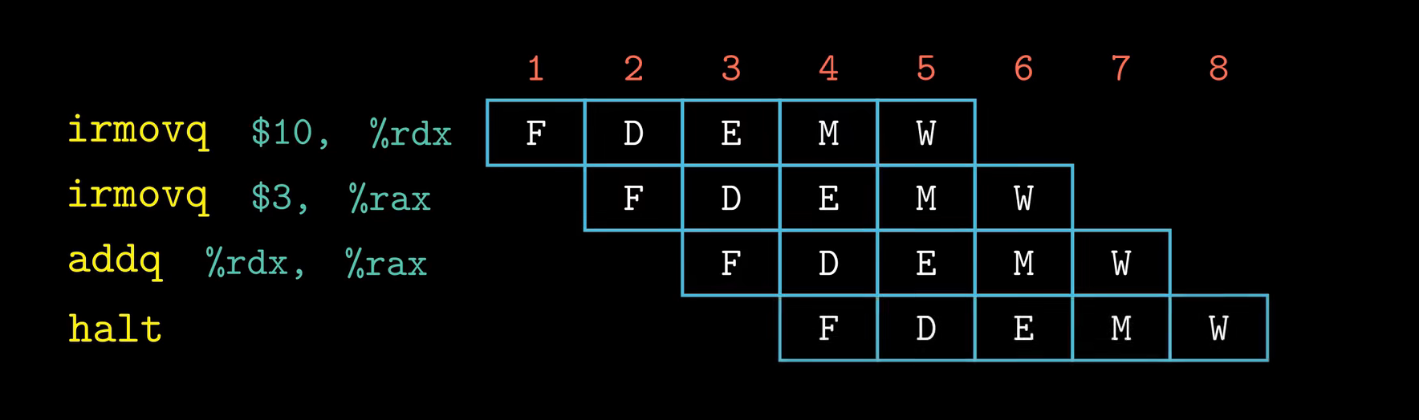 1 2 3 4 5 6 7 8
irmovq $10, %rdx F D E M W
irmovq $3, %rax F D E M W
addq %rdx, %rax F D E M W
halt F D E M W